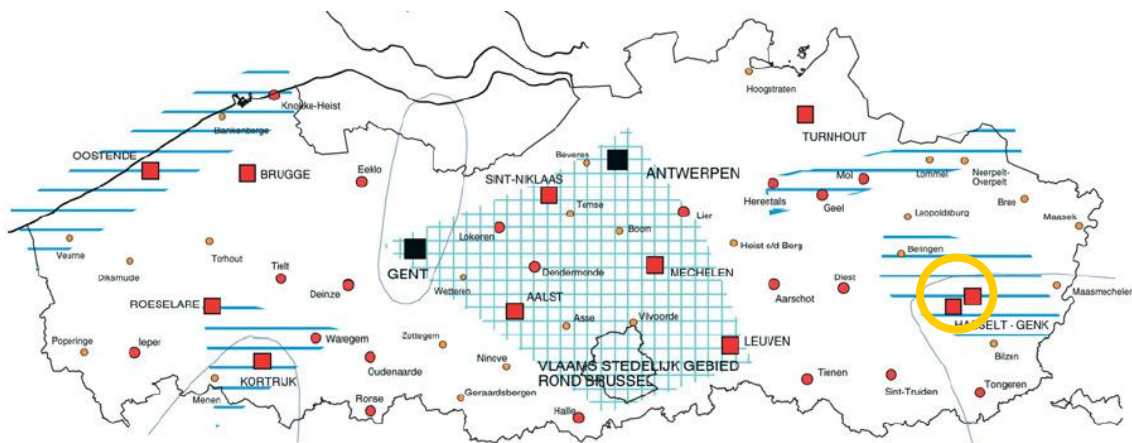 Hoogstraten
Knokke-Heist
Blankenberge
TURNHOUT
OOSTENDE
BRUGGE
Eeklo
Beveres
ANTWERPEN
SINT-NIKLAAS
Mol
Lommel
Neerpelt-
Overpelt
Herentals
Geel
Bree
Maaseik
Temse
Lier
Leopoldsburg
Lokeren
Boom
Veurne
Torhout
Heist o/d Berg
Beringen
Diksmude
Tielt
GENT
Wetteren
Dendermonde
MECHELEN
Deinze
Aarschot
Diest
Maasmechelen
ROESELARE
AALST
Asse
Vilvoorde
HASSELT - GENK
Poperinge
Ieper
Waregem
Zottegem
LEUVEN
Bilzen
KORTRIJK
Oudenaarde
Ninove
VLAAMS STEDELIJK GEBIED
ROND BRUSSEL
Menen
Tienen
Sint-Truiden
Tongeren
Ronse
Geraardsbergen
Halle